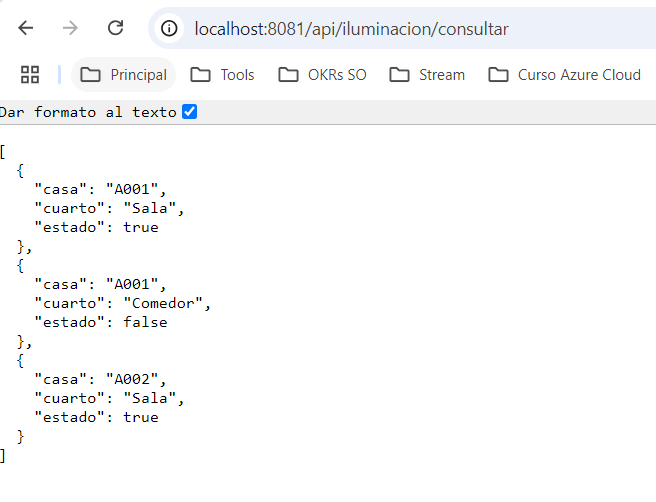 localhost:8081/api/iluminacion/consultar
Principal Tools OKRs SO Stream Curso Azure Cloud
Dar formato al texto
[
  {
    "casa": "A001",
    "cuarto": "Sala",
    "estado": true
  },
  {
    "casa": "A001",
    "cuarto": "Comedor",
    "estado": false
  },
  {
    "casa": "A002",
    "cuarto": "Sala",
    "estado": true
  }
]